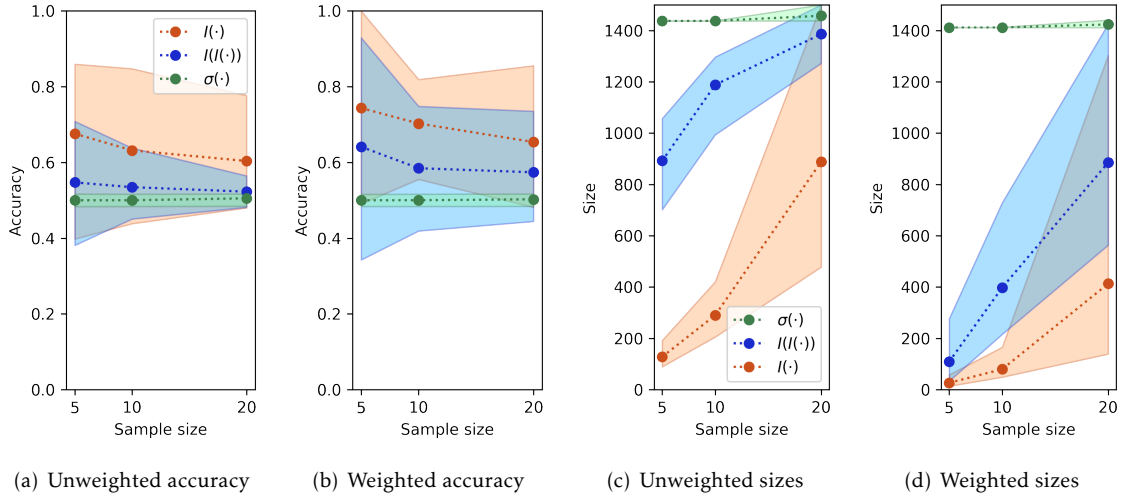 1.0
0.8
0.6
0.4
0.2
0.0
Accuracy
5 10 20
Sample size
I(·)
I(I(·))
σ(·)
(a) Unweighted accuracy
1.0
0.8
0.6
0.4
0.2
0.0
Accuracy
5 10 20
Sample size
(b) Weighted accuracy
1400
1200
1000
800
600
400
200
0
Size
5 10 20
Sample size
σ(·)
I(I(·))
I(·)
(c) Unweighted sizes
1400
1200
1000
800
600
400
200
0
Size
5 10 20
Sample size
(d) Weighted sizes